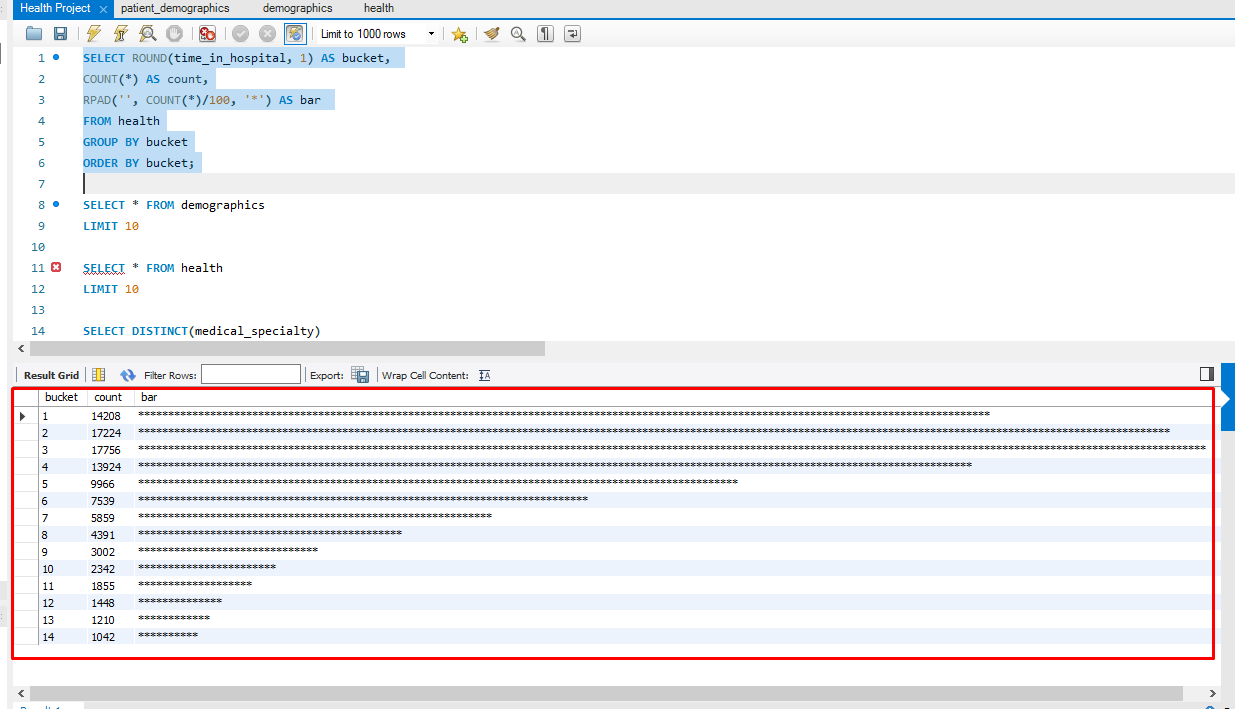 Health Project × patient_demographics demographics health
Limit to 1000 rows
1 SELECT ROUND(time_in_hospital, 1) AS bucket,
2 COUNT(*) AS count,
3 RPAD('', COUNT(*)/100, '*') AS bar
4 FROM health
5 GROUP BY bucket
6 ORDER BY bucket;
7
8 SELECT * FROM demographics
9 LIMIT 10
10
11 SELECT * FROM health
12 LIMIT 10
13
14 SELECT DISTINCT(medical_specialty)
Result Grid Filter Rows: Export: Wrap Cell Content:
bucket count bar
1 14208
2 17224
3 17756
4 13924
5 9966
6 7539
7 5859
8 4391
9 3002
10 2342
11 1855
12 1448
13 1210
14 1042